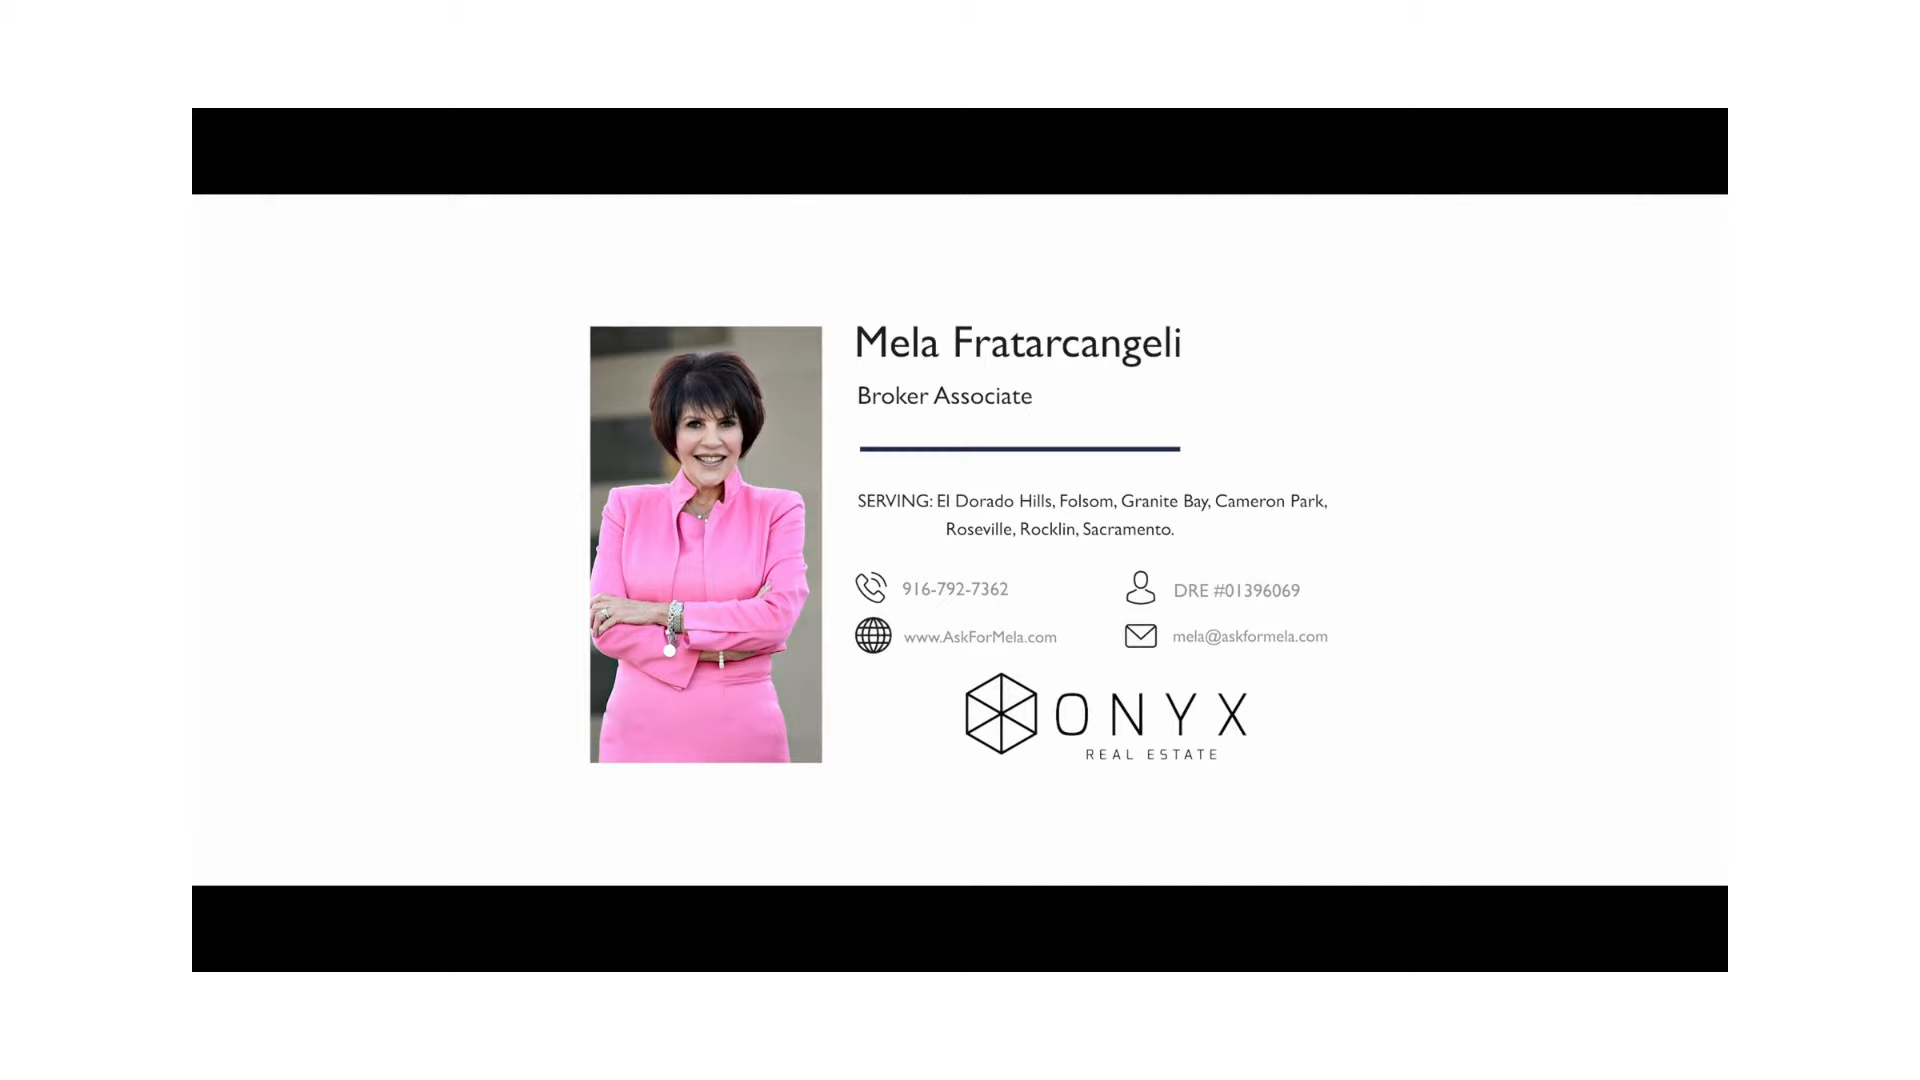 Mela Fratarcangeli
Broker Associate
SERVING: El Dorado Hills, Folsom, Granite Bay, Cameron Park,
Roseville, Rocklin, Sacramento.
916-792-7362
DRE #01396069
www.AskForMela.com
mela@askformela.com
ONYX
REAL ESTATE